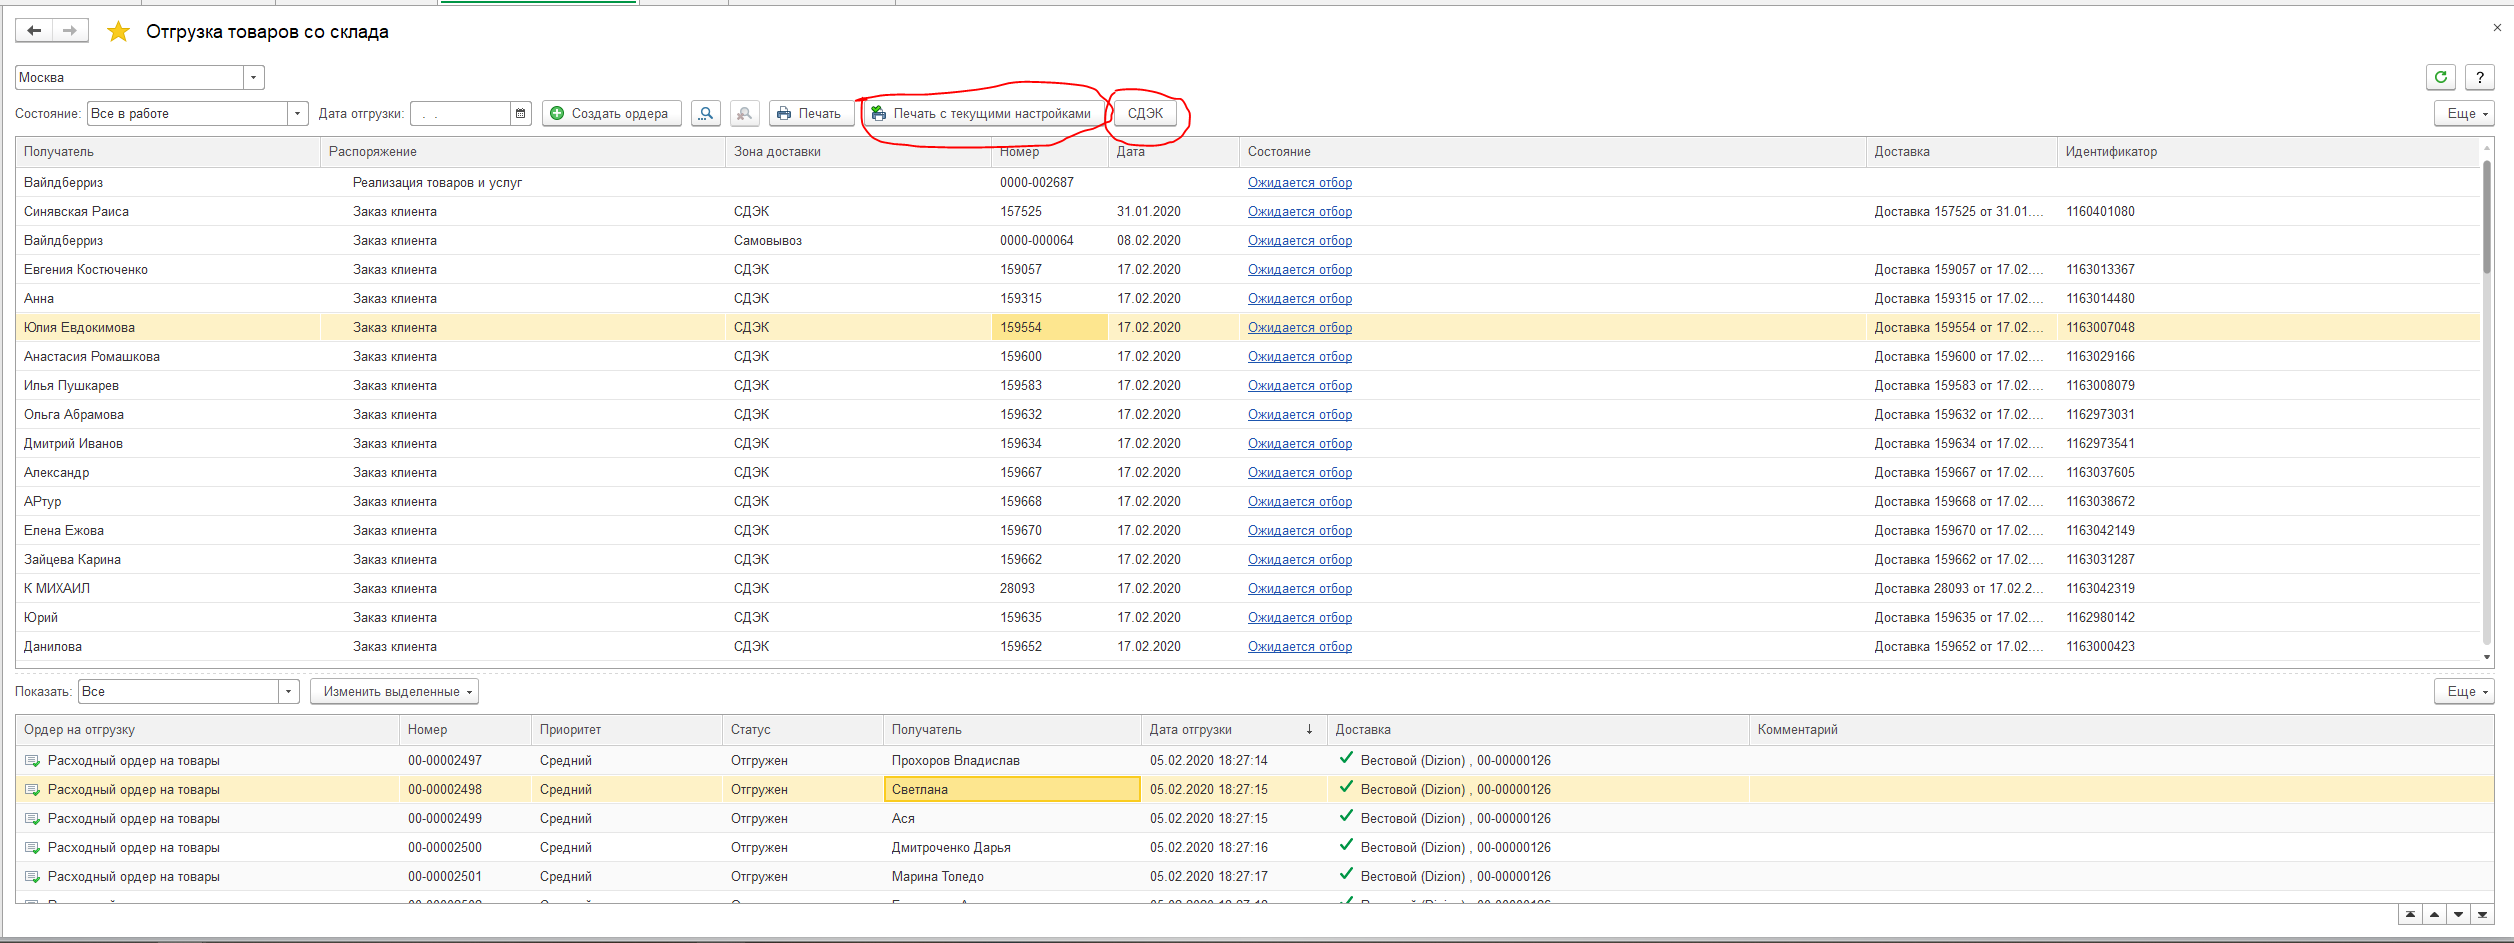 Отгрузка товаров со склада
Москва
?
Состояние: Все в работе Дата отгрузки: . . Создать ордера Печать Печать с текущими настройками СДЭК Еще
Получатель Распоряжение Зона доставки Номер Дата Состояние Доставка Идентификатор
Вайлдберриз Реализация товаров и услуг 0000-002687 Ожидается отбор
Синявская Раиса Заказ клиента СДЭК 157525 31.01.2020 Ожидается отбор Доставка 157525 от 31.01.... 1160401080
Вайлдберриз Заказ клиента Самовывоз 0000-000064 08.02.2020 Ожидается отбор
Евгения Костюченко Заказ клиента СДЭК 159057 17.02.2020 Ожидается отбор Доставка 159057 от 17.02.... 1163013367
Анна Заказ клиента СДЭК 159315 17.02.2020 Ожидается отбор Доставка 159315 от 17.02.... 1163014480
Юлия Евдокимова Заказ клиента СДЭК 159554 17.02.2020 Ожидается отбор Доставка 159554 от 17.02.... 1163007048
Анастасия Ромашкова Заказ клиента СДЭК 159600 17.02.2020 Ожидается отбор Доставка 159600 от 17.02.... 1163029166
Илья Пушкарев Заказ клиента СДЭК 159583 17.02.2020 Ожидается отбор Доставка 159583 от 17.02.... 1163008079
Ольга Абрамова Заказ клиента СДЭК 159632 17.02.2020 Ожидается отбор Доставка 159632 от 17.02.... 1162973031
Дмитрий Иванов Заказ клиента СДЭК 159634 17.02.2020 Ожидается отбор Доставка 159634 от 17.02.... 1162973541
Александр Заказ клиента СДЭК 159667 17.02.2020 Ожидается отбор Доставка 159667 от 17.02.... 1163037605
АРтур Заказ клиента СДЭК 159668 17.02.2020 Ожидается отбор Доставка 159668 от 17.02.... 1163038672
Елена Ежова Заказ клиента СДЭК 159670 17.02.2020 Ожидается отбор Доставка 159670 от 17.02.... 1163042149
Зайцева Карина Заказ клиента СДЭК 159662 17.02.2020 Ожидается отбор Доставка 159662 от 17.02.... 1163031287
К МИХАИЛ Заказ клиента СДЭК 28093 17.02.2020 Ожидается отбор Доставка 28093 от 17.02.2... 1163042319
Юрий Заказ клиента СДЭК 159635 17.02.2020 Ожидается отбор Доставка 159635 от 17.02.... 1162980142
Данилова Заказ клиента СДЭК 159652 17.02.2020 Ожидается отбор Доставка 159652 от 17.02.... 1163000423
Показать: Все Изменить выделенные Еще
Ордер на отгрузку Номер Приоритет Статус Получатель Дата отгрузки ↓ Доставка Комментарий
Расходный ордер на товары 00-00002497 Средний Отгружен Прохоров Владислав 05.02.2020 18:27:14 Вестовой (Dizion) , 00-00000126
Расходный ордер на товары 00-00002498 Средний Отгружен Светлана 05.02.2020 18:27:15 Вестовой (Dizion) , 00-00000126
Расходный ордер на товары 00-00002499 Средний Отгружен Ася 05.02.2020 18:27:15 Вестовой (Dizion) , 00-00000126
Расходный ордер на товары 00-00002500 Средний Отгружен Дмитроченко Дарья 05.02.2020 18:27:16 Вестовой (Dizion) , 00-00000126
Расходный ордер на товары 00-00002501 Средний Отгружен Марина Толедо 05.02.2020 18:27:17 Вестовой (Dizion) , 00-00000126